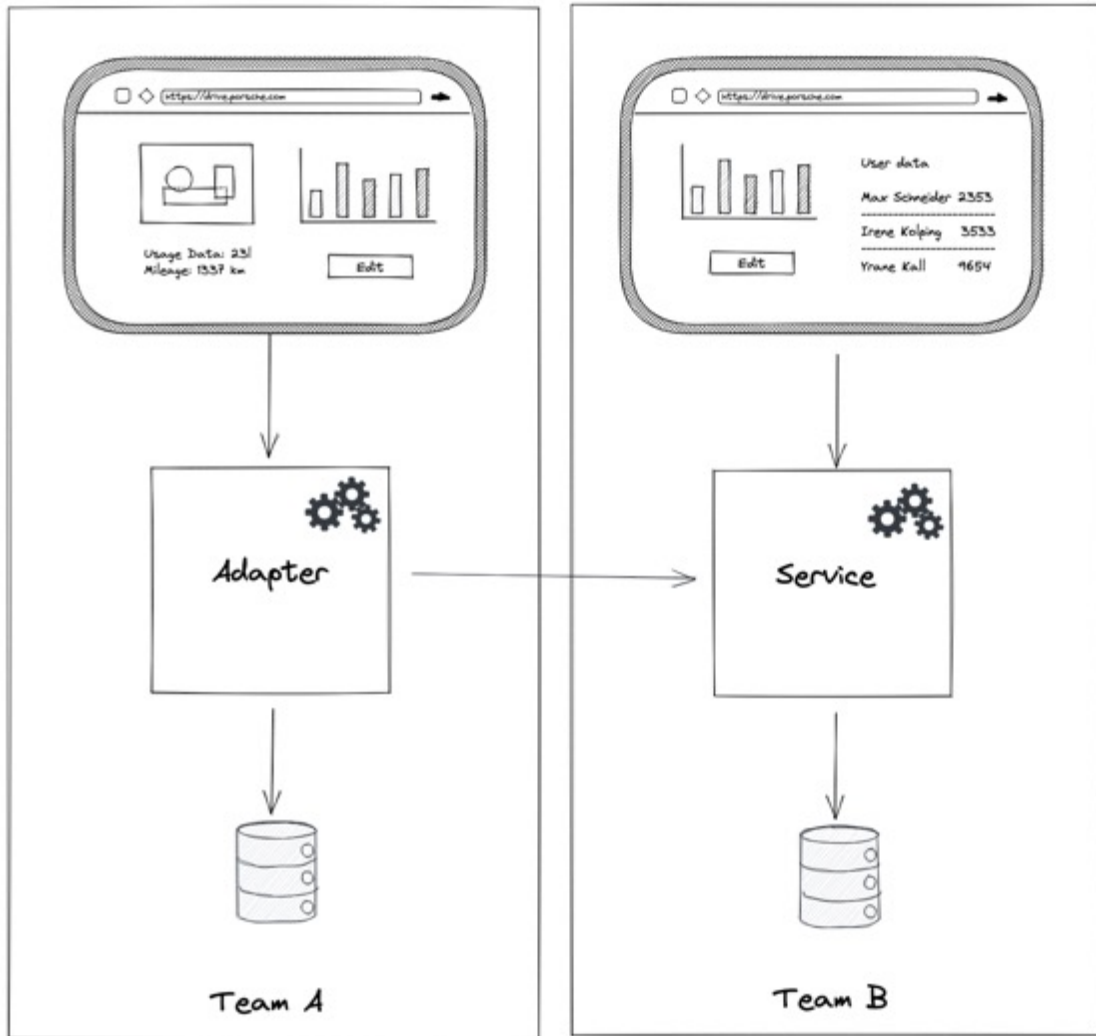 https://drive.porsche.com
Usage Data: 23l
Mileage: 1337 km
Edit
Adapter
Team A
https://drive.porsche.com
User data
Max Schneider 2353
Irene Kolping 3533
Yrane Kall 9654
Edit
Service
Team B